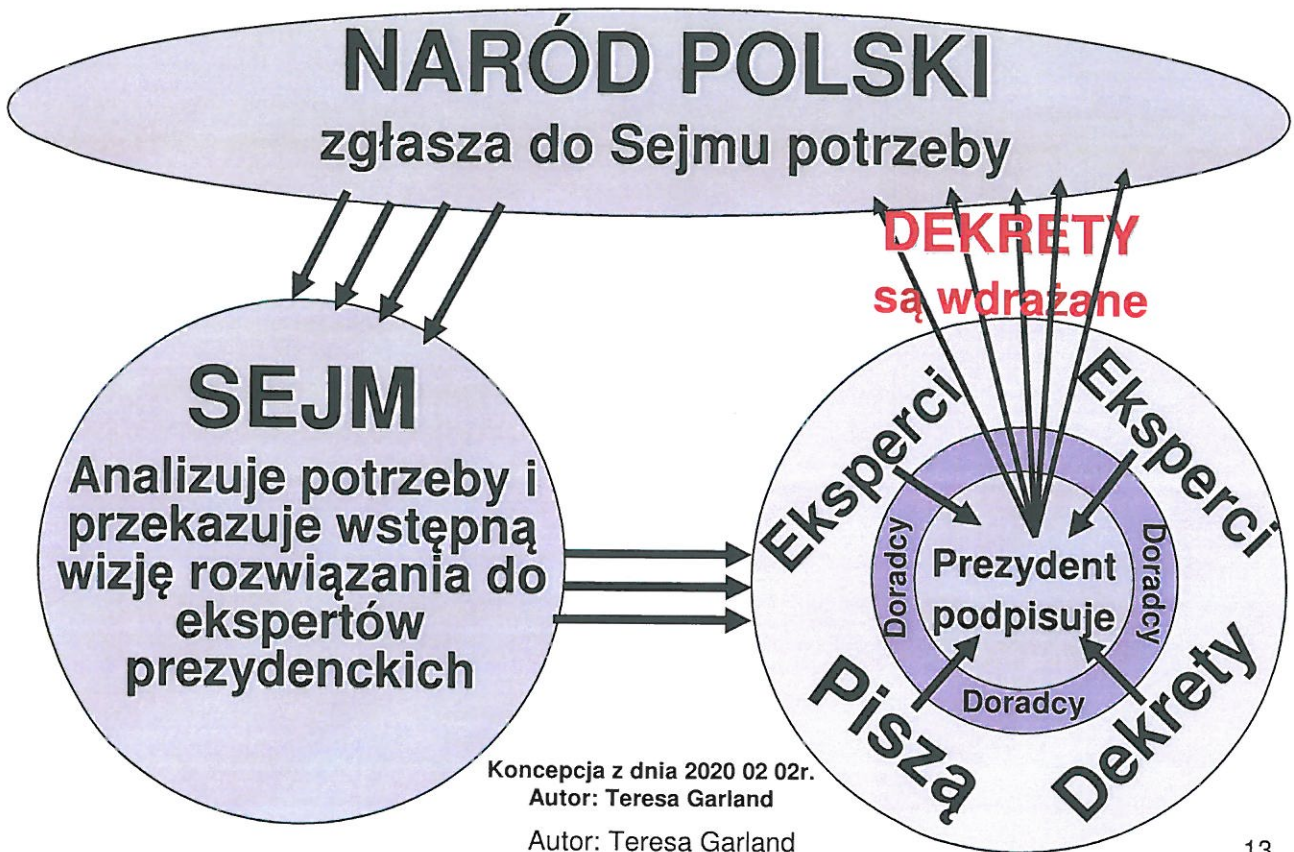 NARÓD POLSKI
zgłasza do Sejmu potrzeby
DEKRETY
są wdrażane
SEJM
Analizuje potrzeby i
przekazuje wstępną
wizję rozwiązania do
ekspertów
prezydenckich
Eksperci
Eksperci
Doradcy
Doradcy
Prezydent
podpisuje
Doradcy
Piszą
Dekrety
Koncepcja z dnia 2020 02 02r.
Autor: Teresa Garland
Autor: Teresa Garland
13